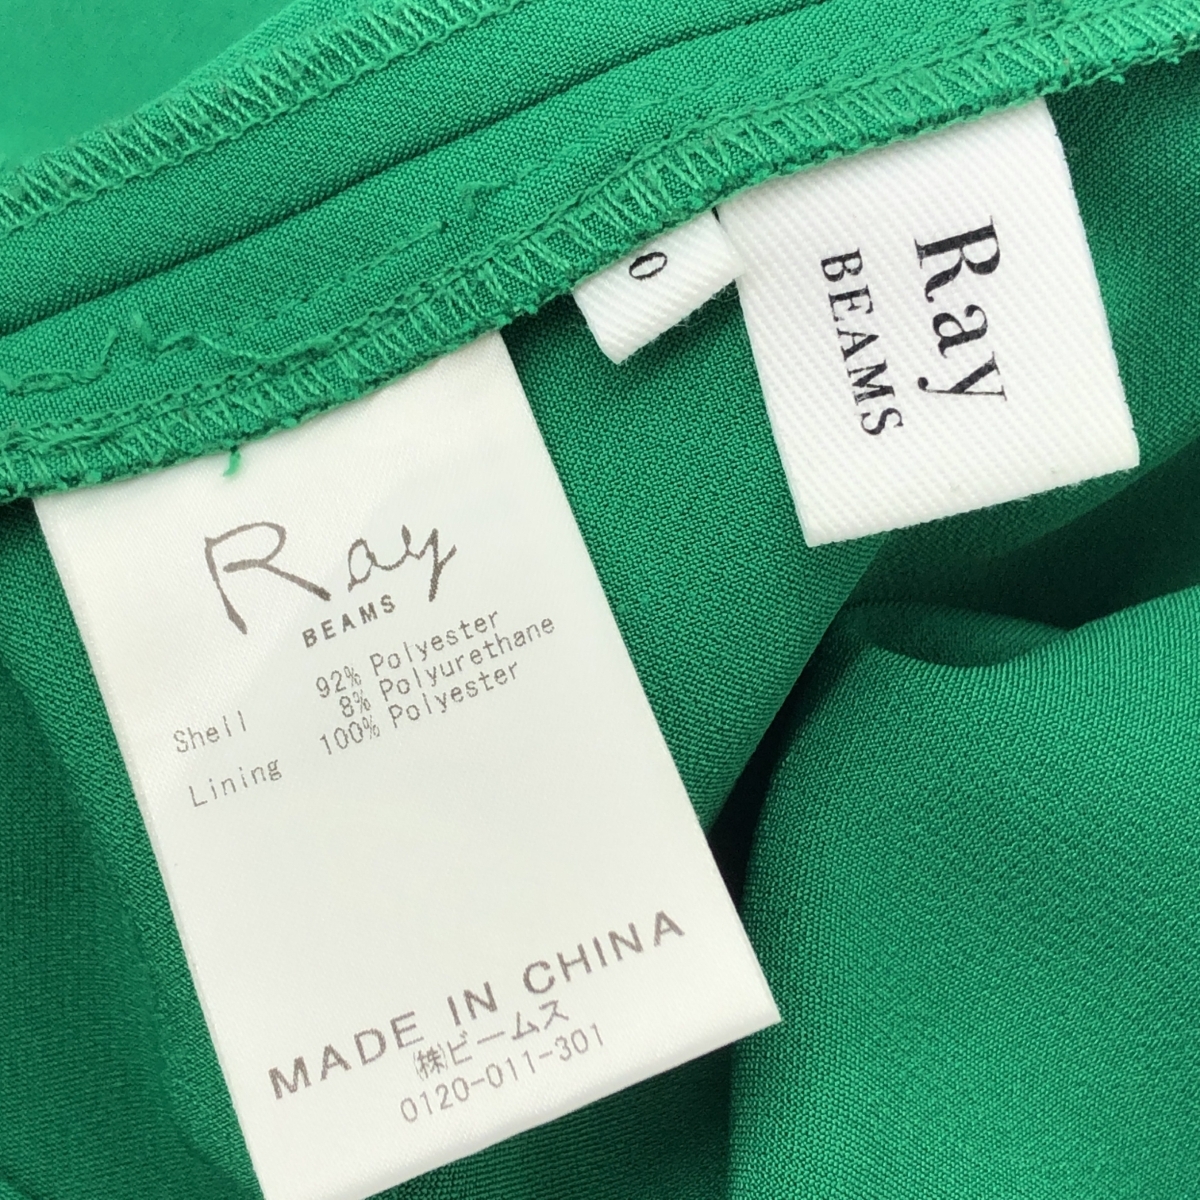 Ray
BEAMS
0
Ray
BEAMS
92% Polyester
Shell 8% Polyurethane
Lining 100% Polyester
MADE IN CHINA
㈱ビームス
0120-011-301